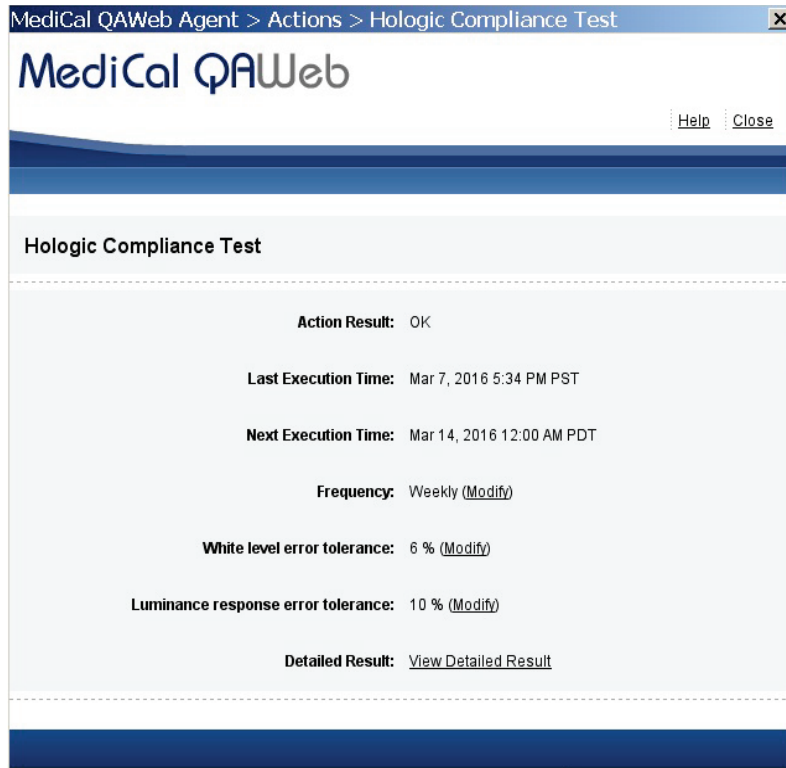 MediCal QAWeb Agent > Actions > Hologic Compliance Test
MediCal QAWeb
Help Close
Hologic Compliance Test
Action Result: OK
Last Execution Time: Mar 7, 2016 5:34 PM PST
Next Execution Time: Mar 14, 2016 12:00 AM PDT
Frequency: Weekly (Modify)
White level error tolerance: 6 % (Modify)
Luminance response error tolerance: 10 % (Modify)
Detailed Result: View Detailed Result